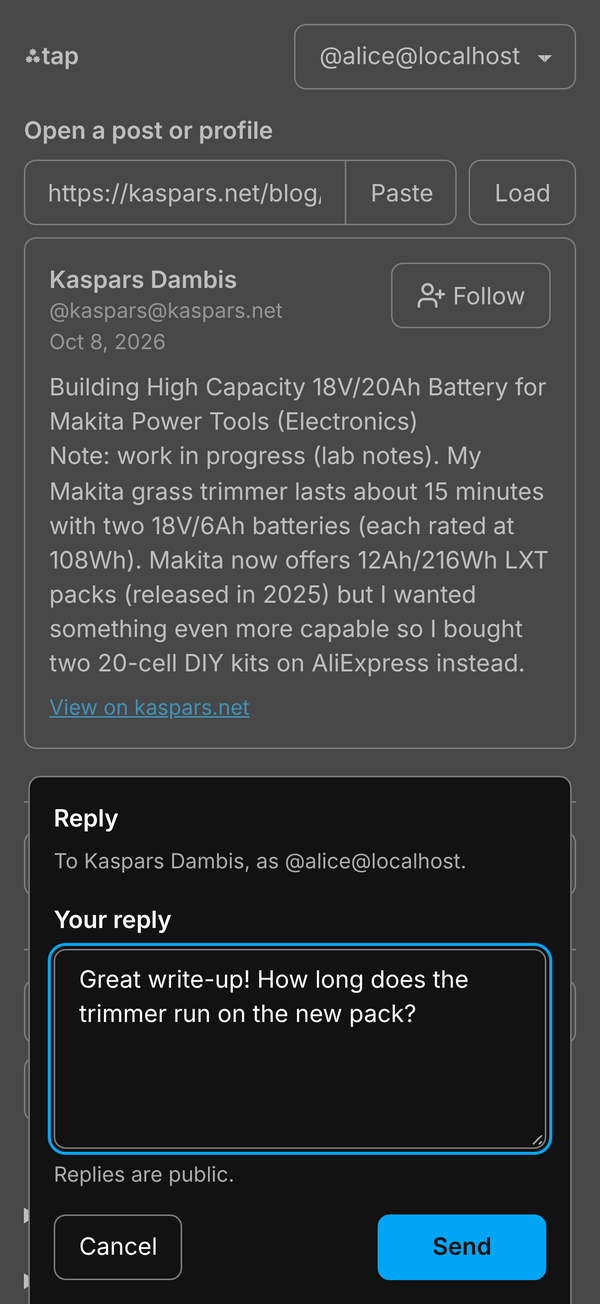 tap
@alice@localhost
Open a post or profile
https://kaspars.net/blog/
Paste
Load
Kaspars Dambis
@kaspars@kaspars.net
Oct 8, 2026
Follow
Building High Capacity 18V/20Ah Battery for
Makita Power Tools (Electronics)
Note: work in progress (lab notes). My
Makita grass trimmer lasts about 15 minutes
with two 18V/6Ah batteries (each rated at
108Wh). Makita now offers 12Ah/216Wh LXT
packs (released in 2025) but I wanted
something even more capable so I bought
two 20-cell DIY kits on AliExpress instead.
View on kaspars.net
Reply
To Kaspars Dambis, as @alice@localhost.
Your reply
Great write-up! How long does the
trimmer run on the new pack?
Replies are public.
Cancel
Send